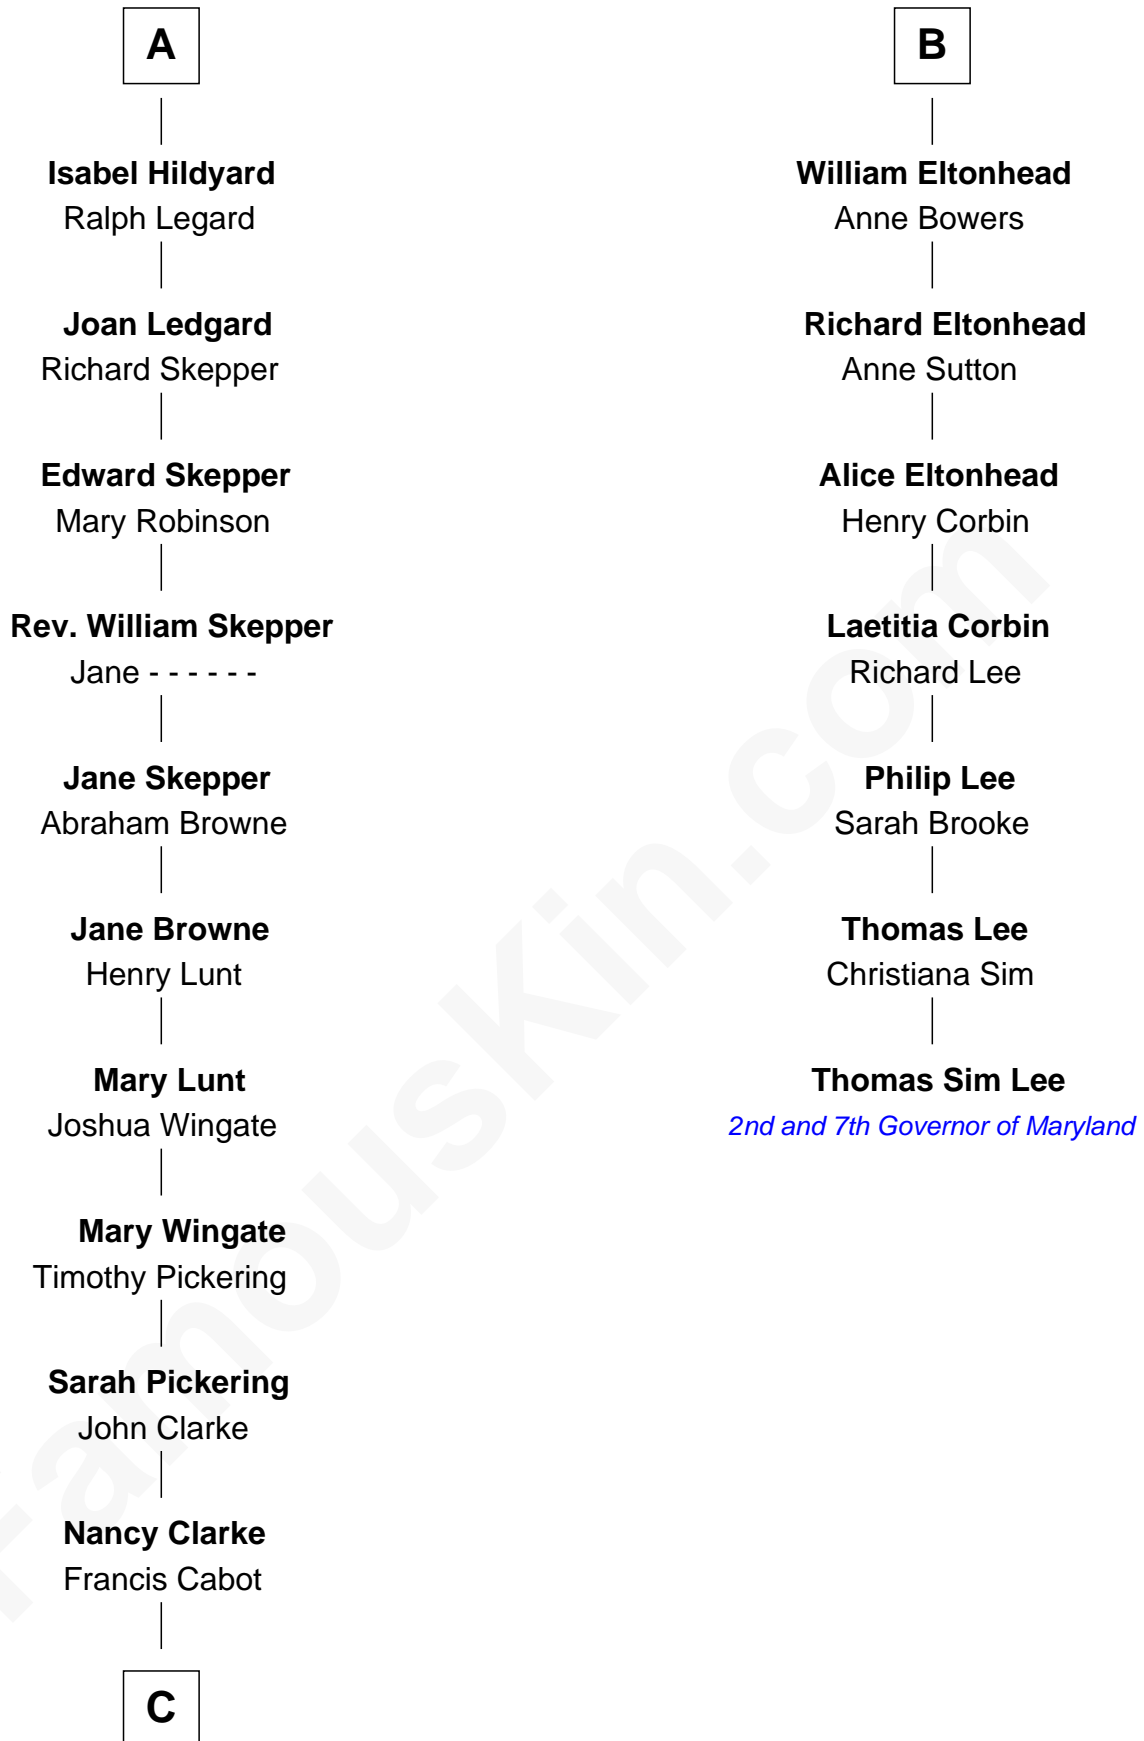 A
Isabel Hildyard
Ralph Legard
Joan Ledgard
Richard Skepper
Edward Skepper
Mary Robinson
Rev. William Skepper
Jane - - - - - -
Jane Skepper
Abraham Browne
Jane Browne
Henry Lunt
Mary Lunt
Joshua Wingate
Mary Wingate
Timothy Pickering
Sarah Pickering
John Clarke
Nancy Clarke
Francis Cabot
C
B
William Eltonhead
Anne Bowers
Richard Eltonhead
Anne Sutton
Alice Eltonhead
Henry Corbin
Laetitia Corbin
Richard Lee
Philip Lee
Sarah Brooke
Thomas Lee
Christiana Sim
Thomas Sim Lee
2nd and 7th Governor of Maryland
FamousKin.com